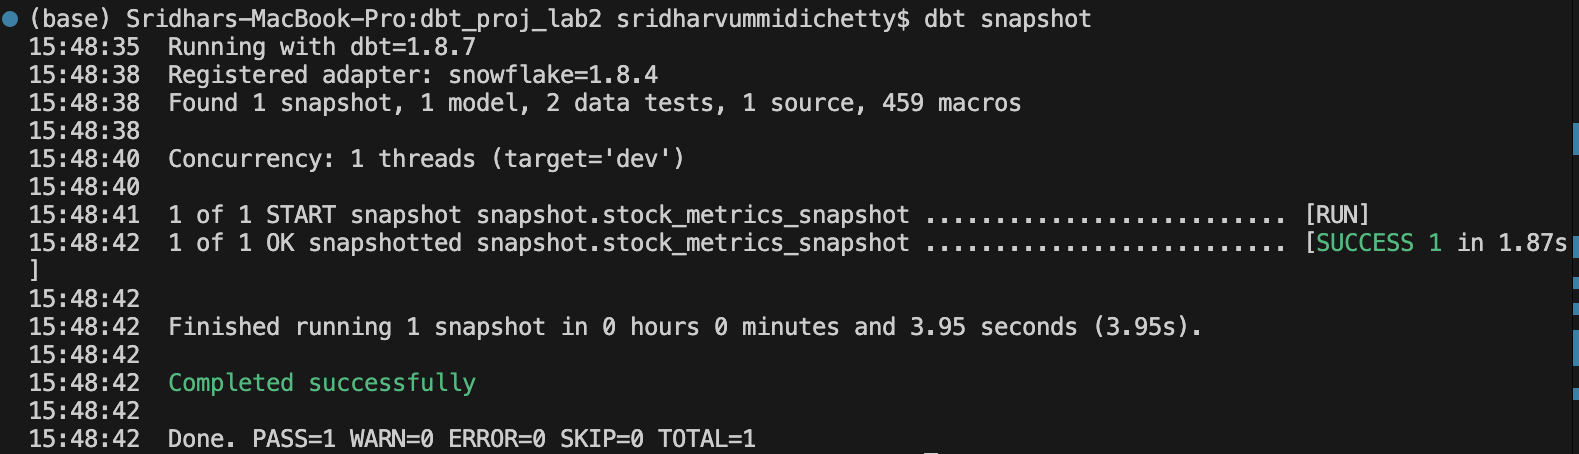 (base) Sridhars-MacBook-Pro:dbt_proj_lab2 sridharvummidichetty$ dbt snapshot
15:48:35  Running with dbt=1.8.7
15:48:38  Registered adapter: snowflake=1.8.4
15:48:38  Found 1 snapshot, 1 model, 2 data tests, 1 source, 459 macros
15:48:38
15:48:40  Concurrency: 1 threads (target='dev')
15:48:40
15:48:41  1 of 1 START snapshot snapshot.stock_metrics_snapshot .......................... [RUN]
15:48:42  1 of 1 OK snapshotted snapshot.stock_metrics_snapshot .......................... [SUCCESS 1 in 1.87s
]
15:48:42
15:48:42  Finished running 1 snapshot in 0 hours 0 minutes and 3.95 seconds (3.95s).
15:48:42
15:48:42  Completed successfully
15:48:42
15:48:42  Done. PASS=1 WARN=0 ERROR=0 SKIP=0 TOTAL=1